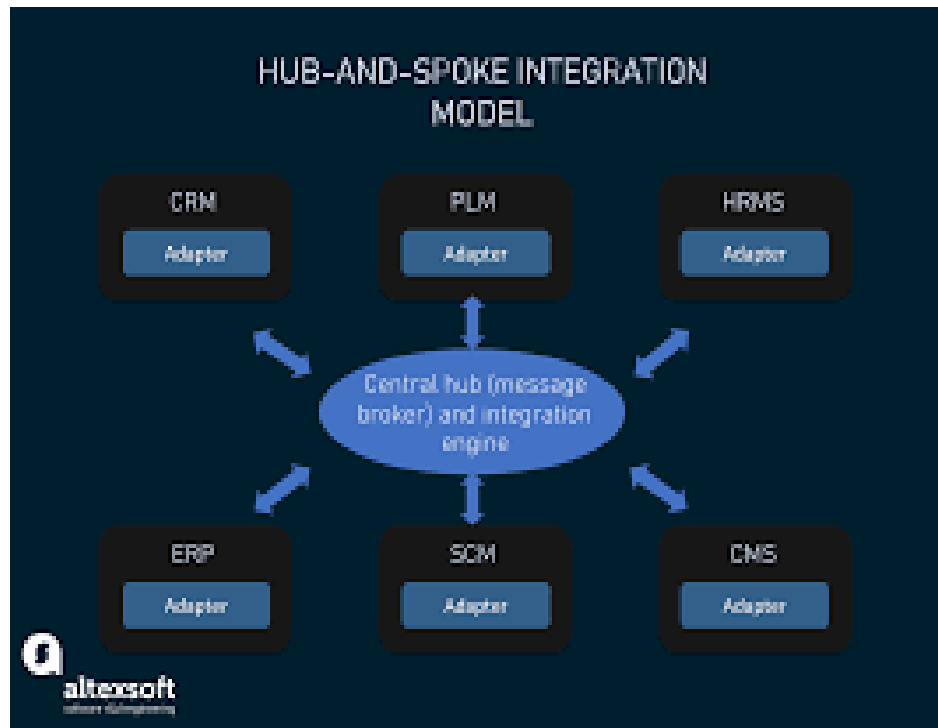 HUB-AND-SPOKE INTEGRATION
MODEL
CRM
PLM
HRMS
Adapter
Adapter
Adapter
Central hub (message
broker) and integration
engine
ERP
SCM
CMS
Adapter
Adapter
Adapter
altexsoft